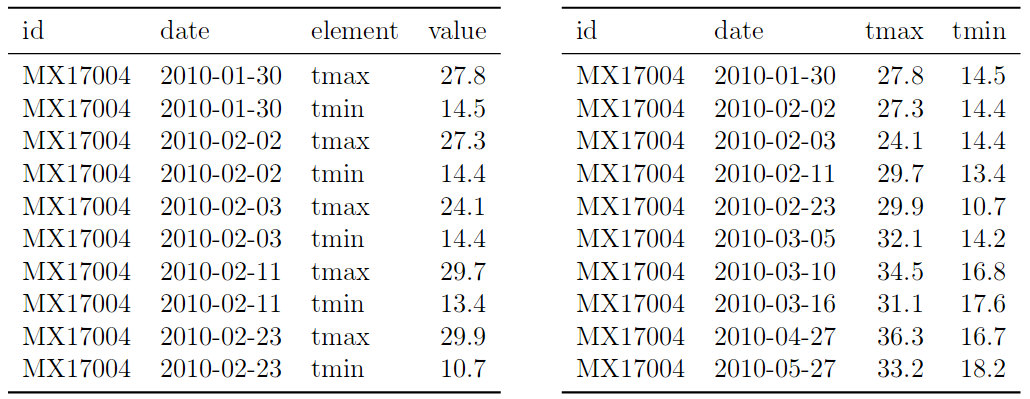 id date element value
MX17004 2010-01-30 tmax 27.8
MX17004 2010-01-30 tmin 14.5
MX17004 2010-02-02 tmax 27.3
MX17004 2010-02-02 tmin 14.4
MX17004 2010-02-03 tmax 24.1
MX17004 2010-02-03 tmin 14.4
MX17004 2010-02-11 tmax 29.7
MX17004 2010-02-11 tmin 13.4
MX17004 2010-02-23 tmax 29.9
MX17004 2010-02-23 tmin 10.7
id date tmax tmin
MX17004 2010-01-30 27.8 14.5
MX17004 2010-02-02 27.3 14.4
MX17004 2010-02-03 24.1 14.4
MX17004 2010-02-11 29.7 13.4
MX17004 2010-02-23 29.9 10.7
MX17004 2010-03-05 32.1 14.2
MX17004 2010-03-10 34.5 16.8
MX17004 2010-03-16 31.1 17.6
MX17004 2010-04-27 36.3 16.7
MX17004 2010-05-27 33.2 18.2